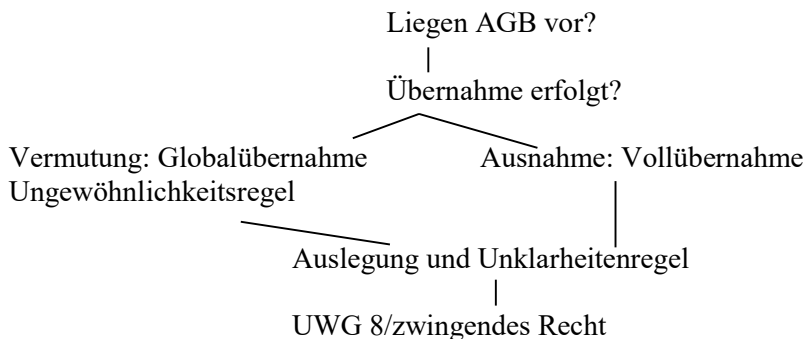 Liegen AGB vor?
Übernahme erfolgt?
Vermutung: Globalübernahme
Ausnahme: Vollübernahme
Ungewöhnlichkeitsregel
Auslegung und Unklarheitenregel
UWG 8/zwingendes Recht